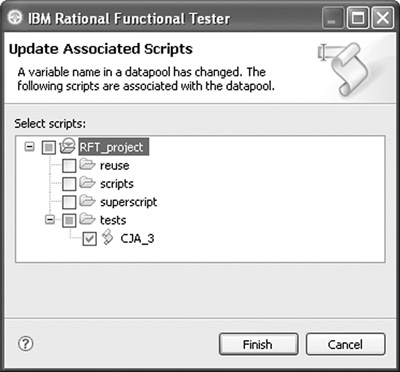 IBM Rational Functional Tester
Update Associated Scripts
A variable name in a datapool has changed. The
following scripts are associated with the datapool.
Select scripts:
RFT_project
reuse
scripts
superscript
tests
CJA_3
?
Finish
Cancel